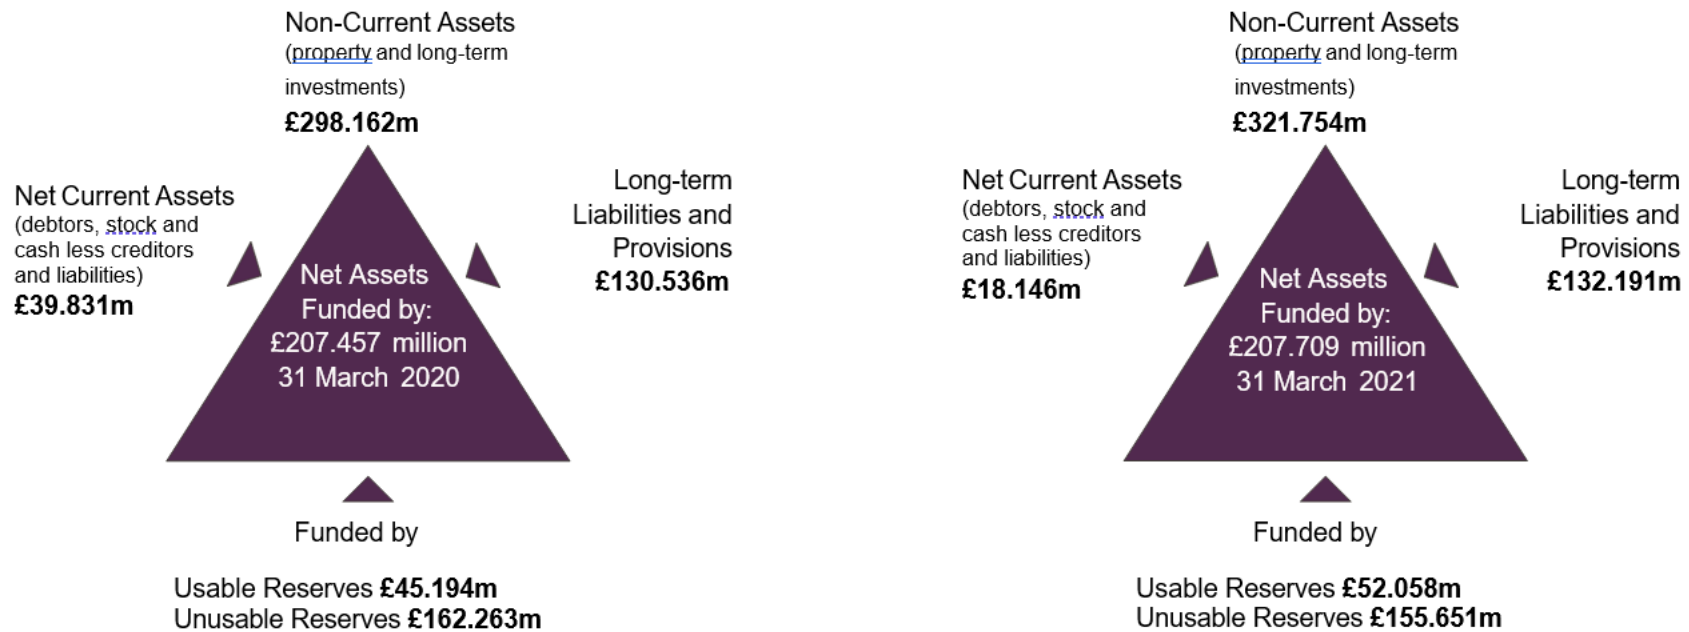 Non-Current Assets
(property and long-term
investments)
£298.162m
Net Current Assets
(debtors, stock and
cash less creditors
and liabilities)
£39.831m
Long-term
Liabilities and
Provisions
£130.536m
Net Assets
Funded by:
£207.457 million
31 March 2020
Funded by
Usable Reserves £45.194m
Unusable Reserves £162.263m
Non-Current Assets
(property and long-term
investments)
£321.754m
Net Current Assets
(debtors, stock and
cash less creditors
and liabilities)
£18.146m
Long-term
Liabilities and
Provisions
£132.191m
Net Assets
Funded by:
£207.709 million
31 March 2021
Funded by
Usable Reserves £52.058m
Unusable Reserves £155.651m